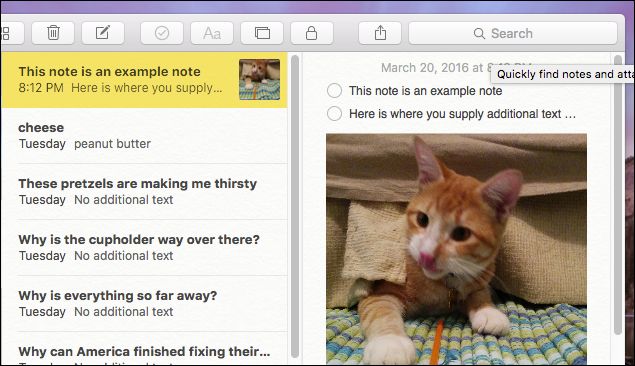 Aa
Search
This note is an example note
8:12 PM Here is where you supply...
cheese
Tuesday peanut butter
These pretzels are making me thirsty
Tuesday No additional text
Why is the cupholder way over there?
Tuesday No additional text
Why is everything so far away?
Tuesday No additional text
Why can America finished fixing their...
March 20, 2016 at
Quickly find notes and atta
This note is an example note
Here is where you supply additional text ...